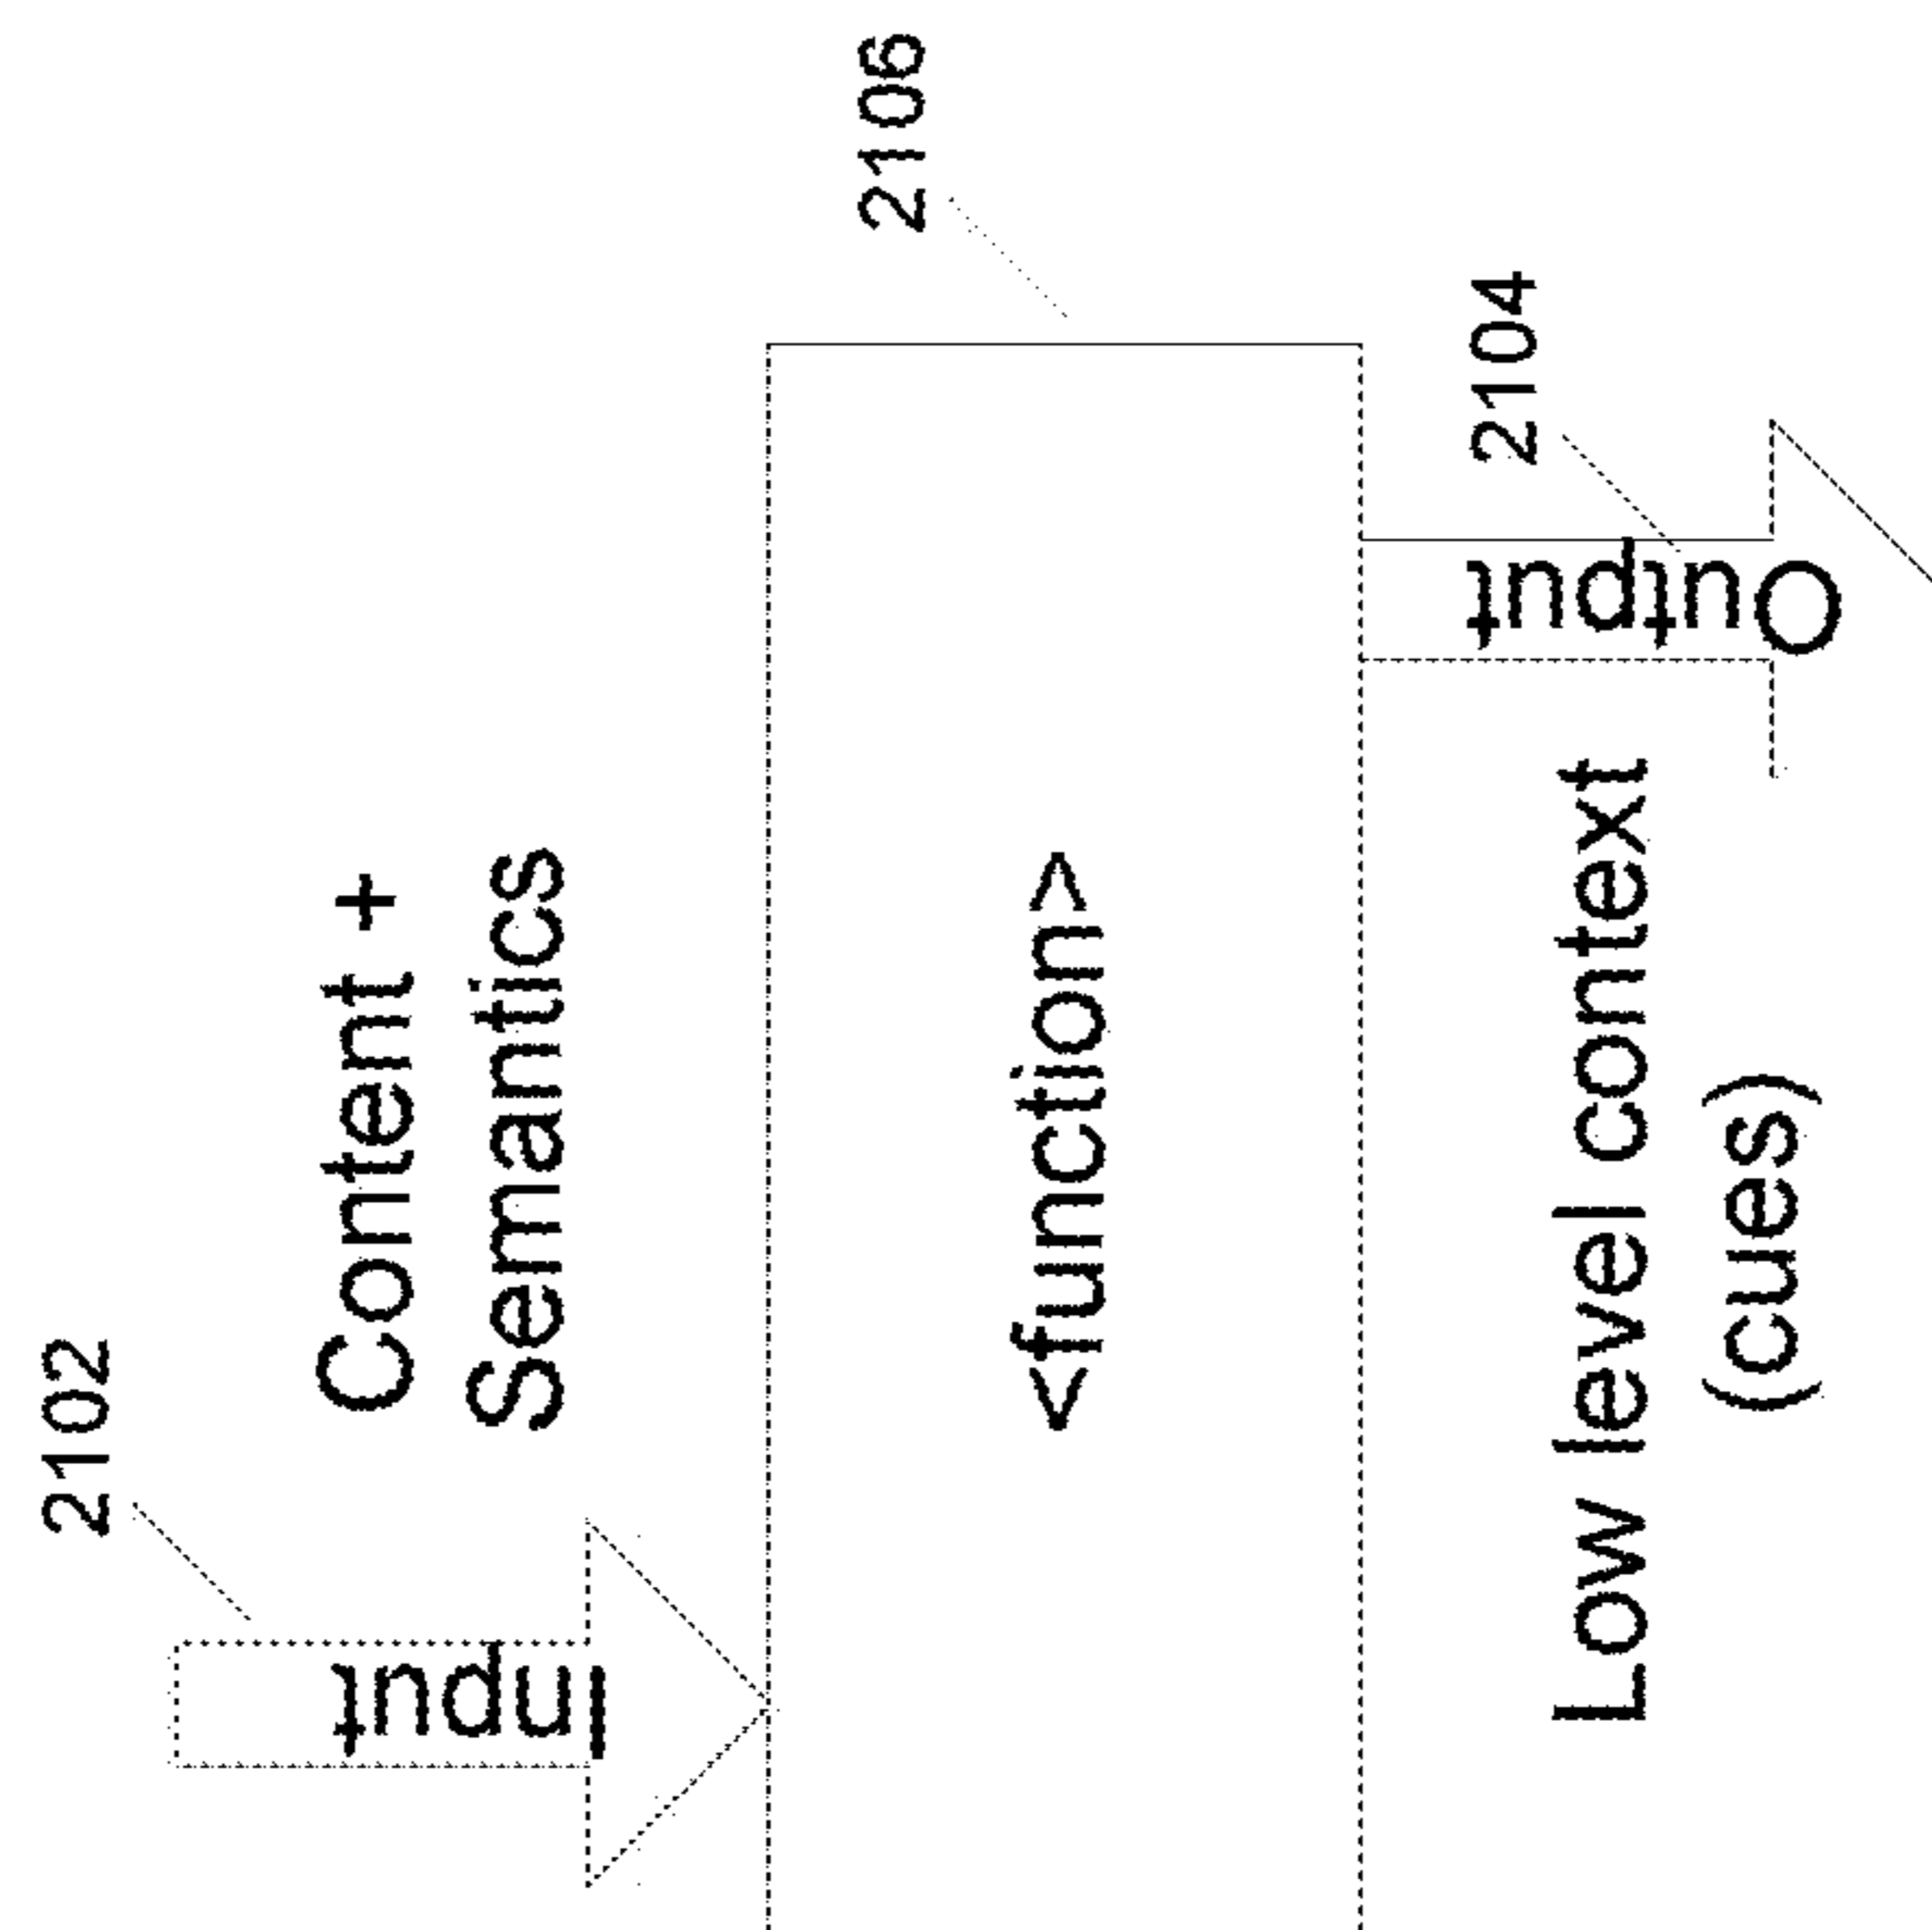 2102
Input
Content +
Semantics
2106
<function>
2104
Output
Low level context
(cues)